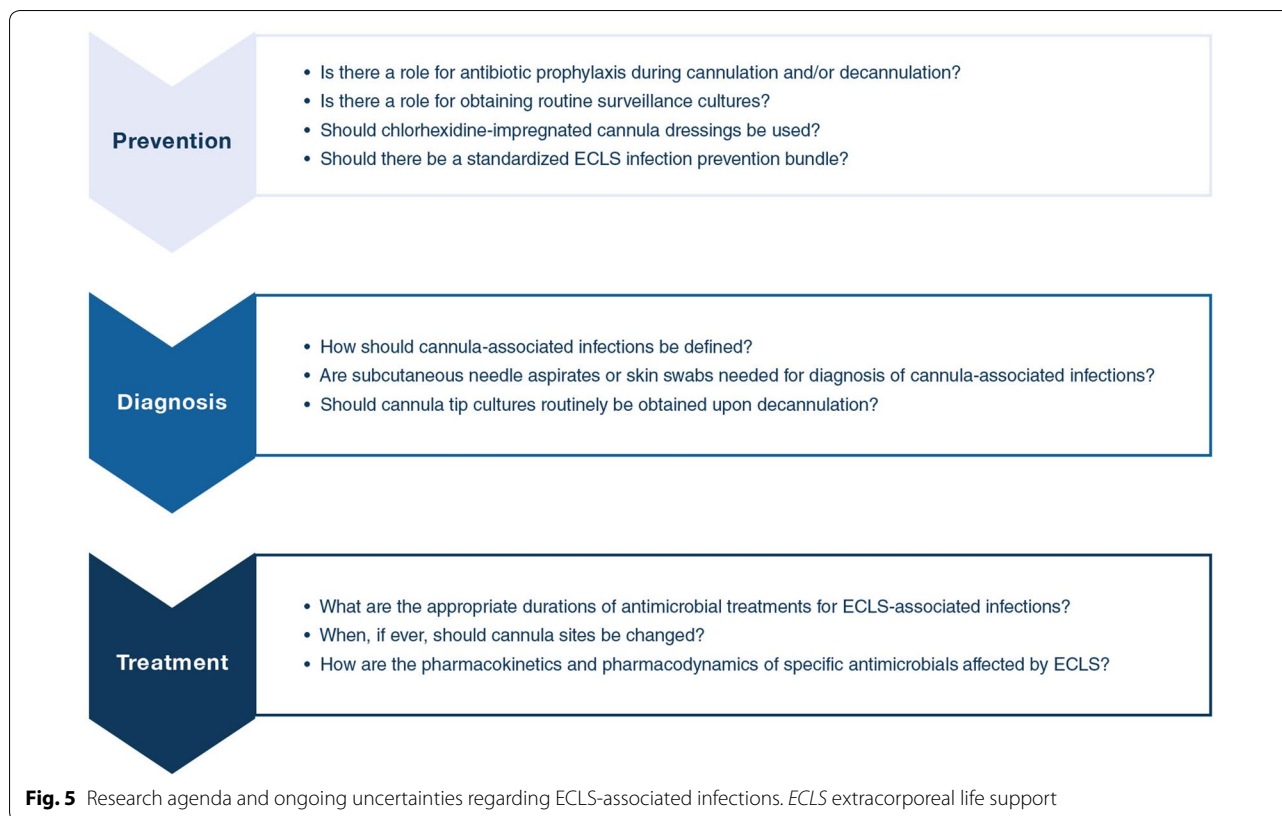 Prevention
• Is there a role for antibiotic prophylaxis during cannulation and/or decannulation?
• Is there a role for obtaining routine surveillance cultures?
• Should chlorhexidine-impregnated cannula dressings be used?
• Should there be a standardized ECLS infection prevention bundle?
Diagnosis
• How should cannula-associated infections be defined?
• Are subcutaneous needle aspirates or skin swabs needed for diagnosis of cannula-associated infections?
• Should cannula tip cultures routinely be obtained upon decannulation?
Treatment
• What are the appropriate durations of antimicrobial treatments for ECLS-associated infections?
• When, if ever, should cannula sites be changed?
• How are the pharmacokinetics and pharmacodynamics of specific antimicrobials affected by ECLS?
Fig. 5 Research agenda and ongoing uncertainties regarding ECLS-associated infections. ECLS extracorporeal life support